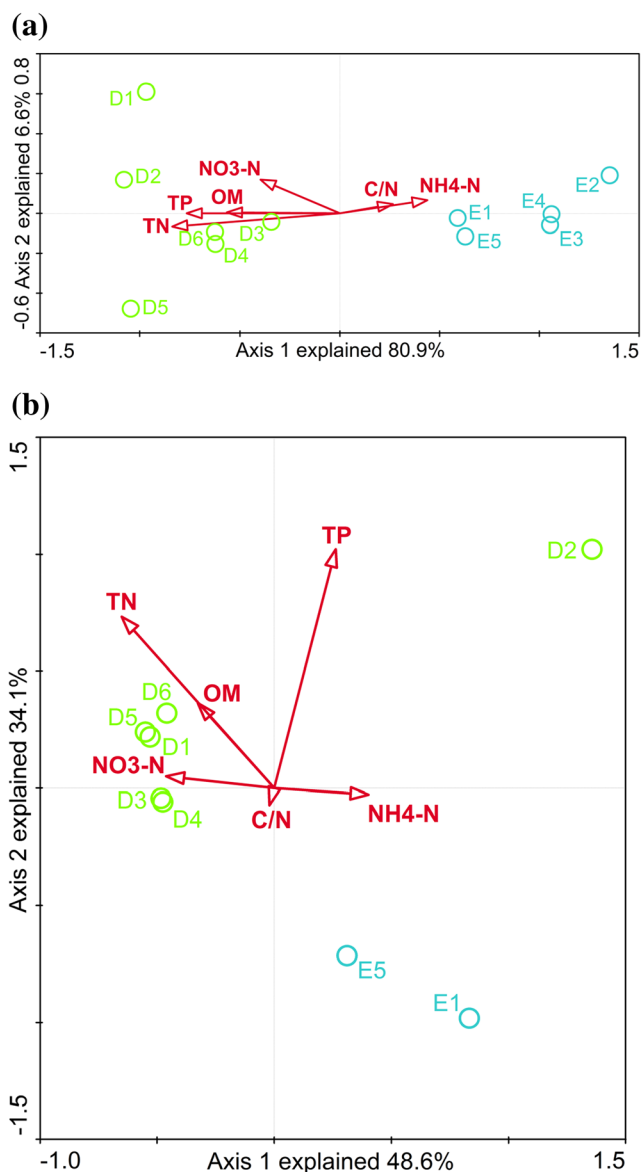 (a)
-0.6 Axis 2 explained 6.6% 0.8
D1
D2
NO3-N
TP
OM
TN
D6
D4
D3
D5
C/N
NH4-N
E2
E4
E1
E3
E5
-1.5
Axis 1 explained 80.9%
1.5
(b)
1.5
Axis 2 explained 34.1%
-1.5
TP
D2
TN
D6
OM
D5
D1
NO3-N
D3
D4
C/N
NH4-N
E5
E1
-1.0
Axis 1 explained 48.6%
1.5